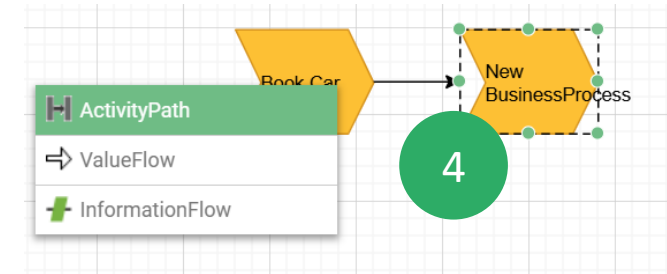 Book Car
New
BusinessProcess
ActivityPath
ValueFlow
InformationFlow
4